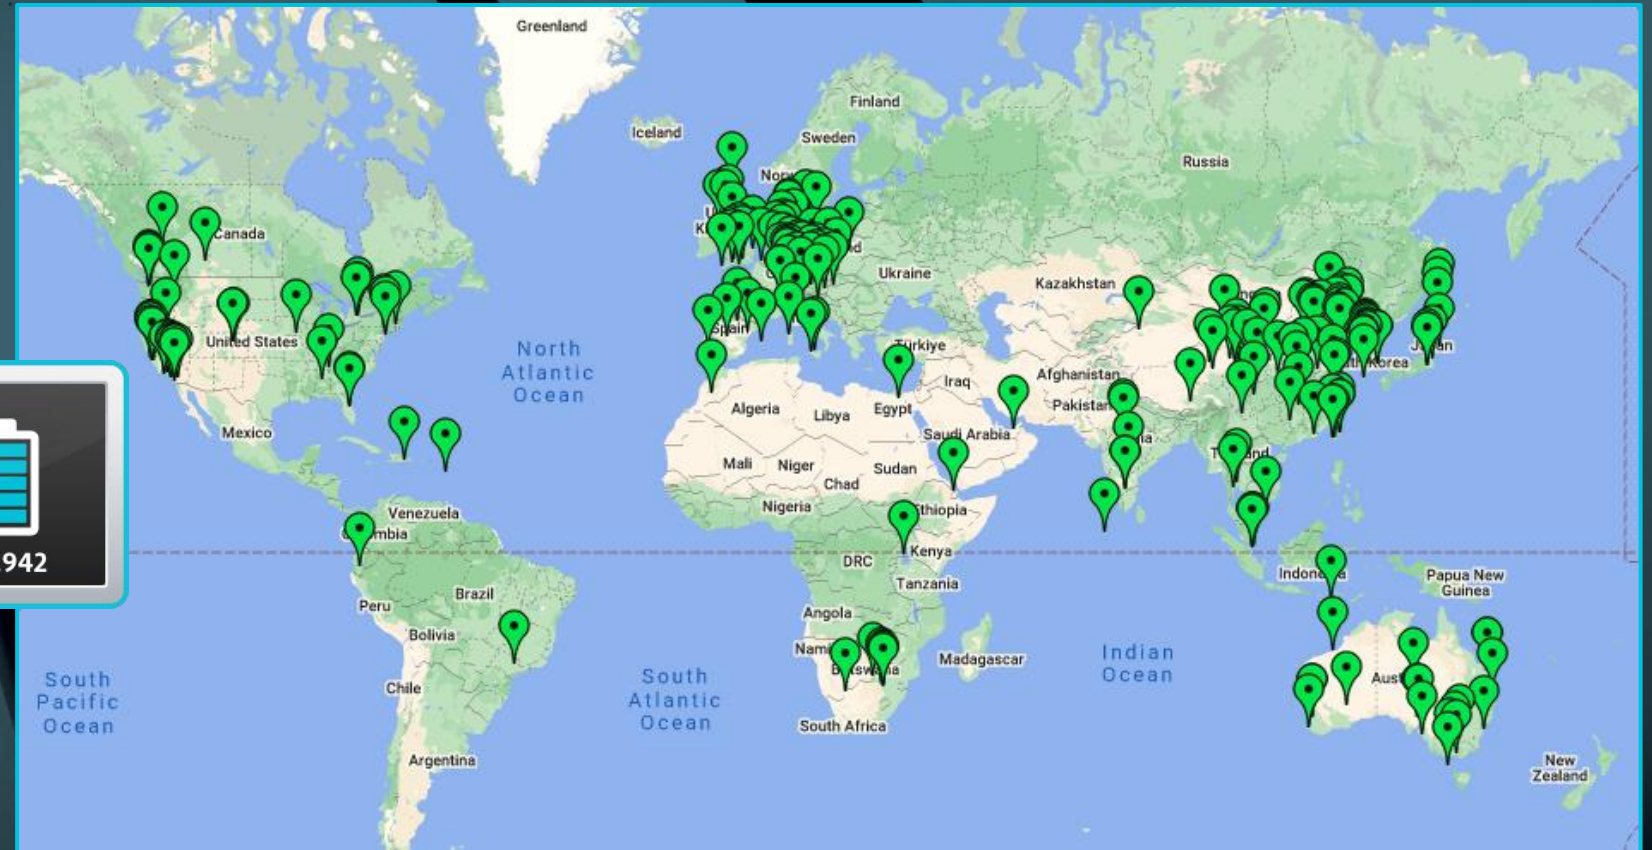 Greenland
Iceland
Finland
Sweden
Russia
Canada
Ukraine
Kazakhstan
United States
Spain
North
Atlantic
Ocean
Türkiye
Iraq
Afghanistan
Pakistan
Algeria
Libya
Egypt
Saudi Arabia
Mexico
Mali
Niger
Chad
Sudan
Nigeria
Ethiopia
Venezuela
942
DRC
Kenya
Tanzania
Papua New
Guinea
Peru
Brazil
Bolivia
Angola
Madagascar
Indian
Ocean
South
Pacific
Ocean
Chile
South
Atlantic
Ocean
South Africa
Argentina
New
Zealand